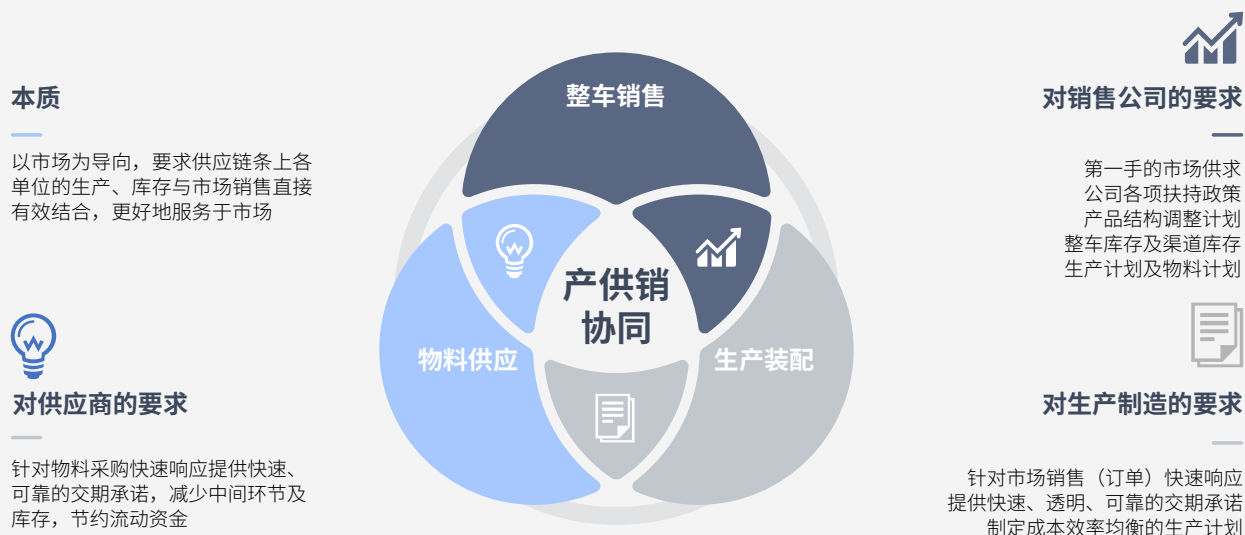 本质
以市场为导向，要求供应链条上各
单位的生产、库存与市场销售直接
有效结合，更好地服务于市场
对供应商的要求
针对物料采购快速响应提供快速、
可靠的交期承诺，减少中间环节及
库存，节约流动资金
整车销售
产供销
协同
物料供应
生产装配
对销售公司的要求
第一手的市场供求
公司各项扶持政策
产品结构调整计划
整车库存及渠道库存
生产计划及物料计划
对生产制造的要求
针对市场销售（订单）快速响应
提供快速、透明、可靠的交期承诺
制定成本效率均衡的生产计划